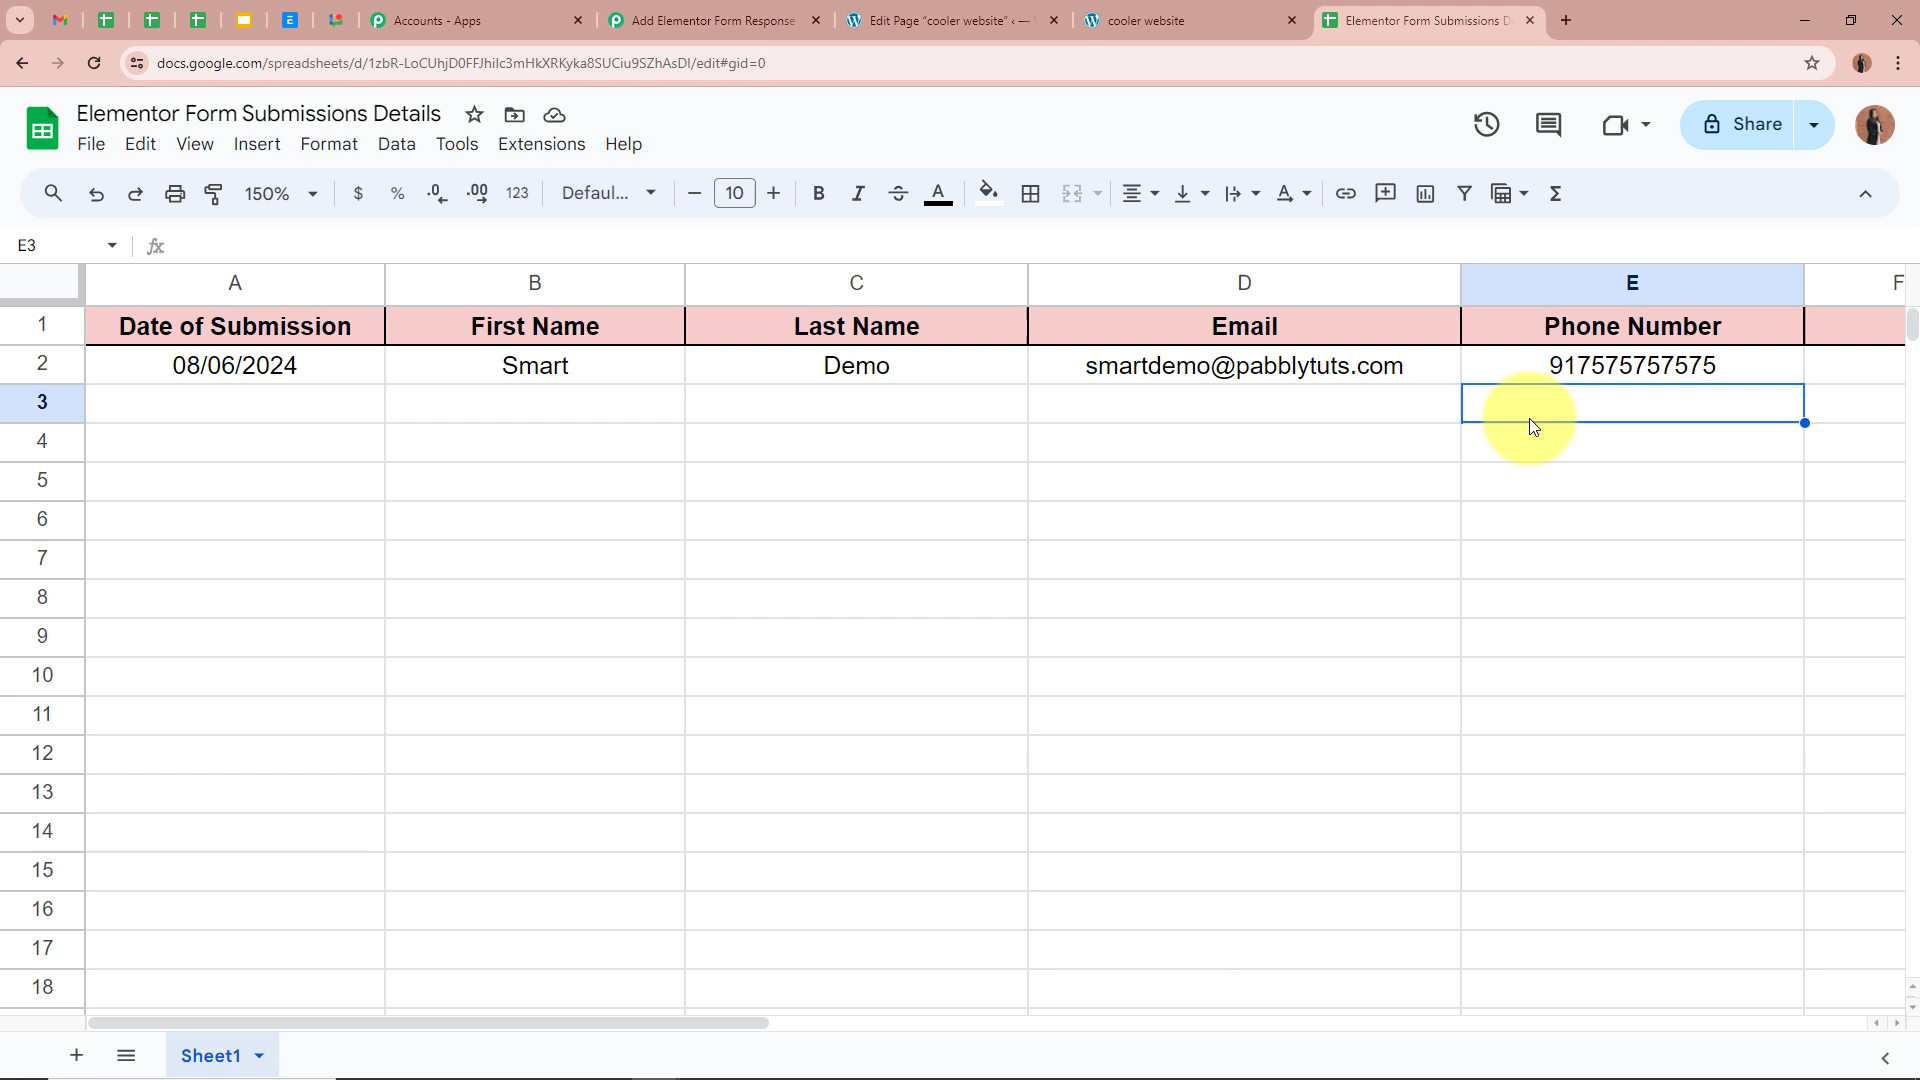 Accounts - Apps
Add Elementor Form Response
Edit Page "cooler website" ‹ —
cooler website
Elementor Form Submissions D
docs.google.com/spreadsheets/d/1zbR-LoCUhjD0FFJhilc3mHkXRKyka8SUCiu9SZhAsDI/edit#gid=0
Elementor Form Submissions Details
File Edit View Insert Format Data Tools Extensions Help
Share
150% $ % .0 .00 123 Defaul... 10 B I A Σ
E3 fx
A B C D E F
1 Date of Submission First Name Last Name Email Phone Number
2 08/06/2024 Smart Demo smartdemo@pabblytuts.com 917575757575
3
4
5
6
7
8
9
10
11
12
13
14
15
16
17
18
Sheet1